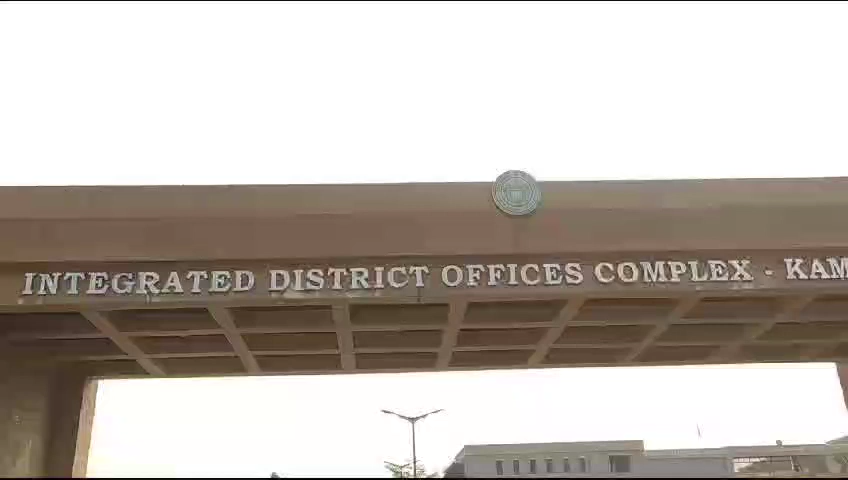 INTEGRATED DISTRICT OFFICES COMPLEX - KAM